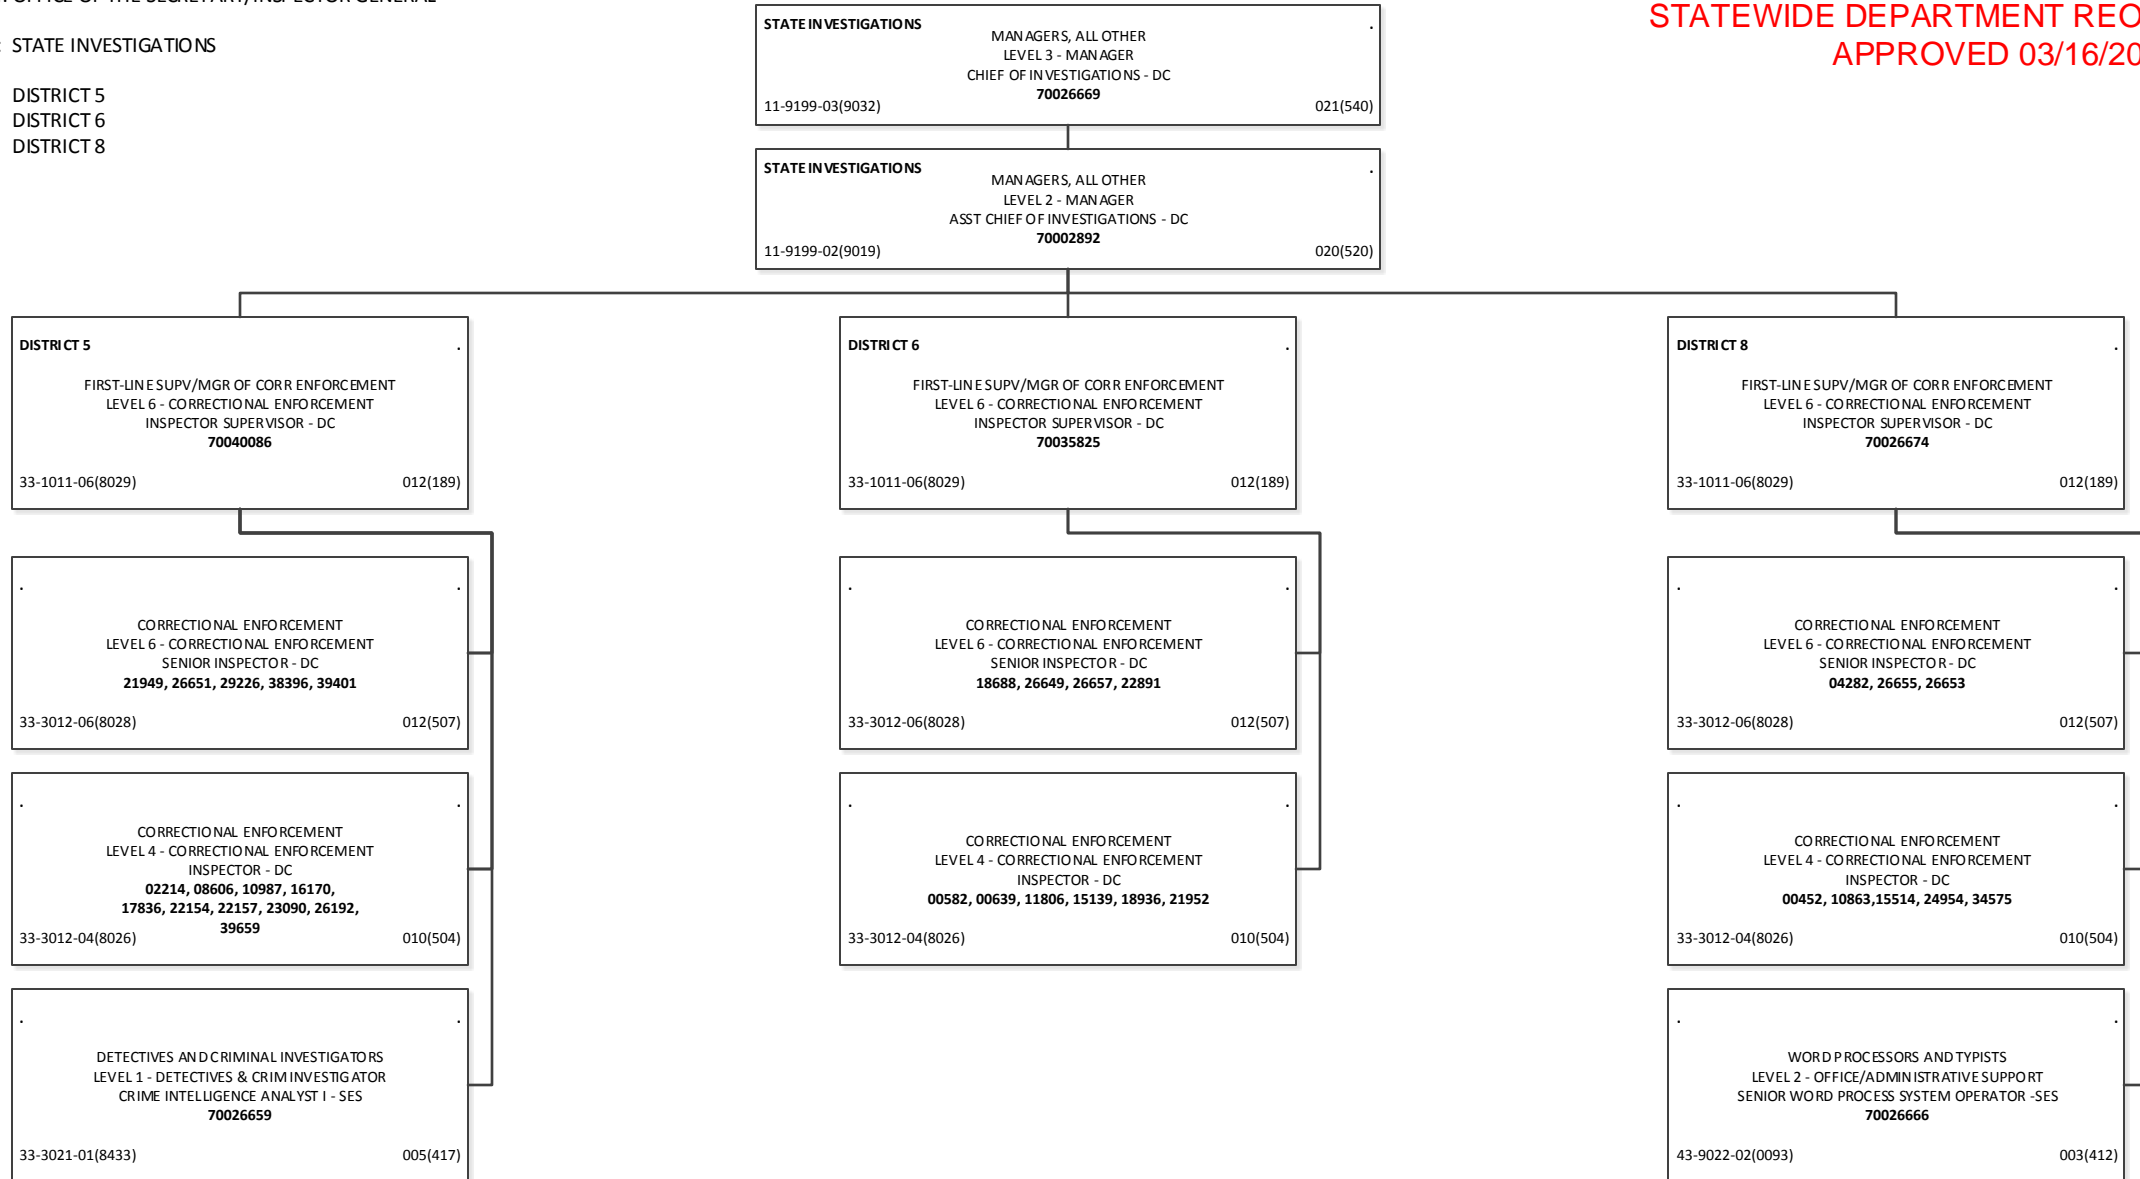 OFFICE OF THE SECRETARY/INSPECTOR GENERAL
: STATE INVESTIGATIONS
DISTRICT 5
DISTRICT 6
DISTRICT 8
STATEWIDE DEPARTMENT REO
APPROVED 03/16/20
STATE INVESTIGATIONS .
MANAGERS, ALL OTHER
LEVEL 3 - MANAGER
CHIEF OF INVESTIGATIONS - DC
70026669
11-9199-03(9032) 021(540)
STATE INVESTIGATIONS .
MANAGERS, ALL OTHER
LEVEL 2 - MANAGER
ASST CHIEF OF INVESTIGATIONS - DC
70002892
11-9199-02(9019) 020(520)
DISTRICT 5 .
FIRST-LINE SUPV/MGR OF CORR ENFORCEMENT
LEVEL 6 - CORRECTIONAL ENFORCEMENT
INSPECTOR SUPERVISOR - DC
70040086
33-1011-06(8029) 012(189)
. .
CORRECTIONAL ENFORCEMENT
LEVEL 6 - CORRECTIONAL ENFORCEMENT
SENIOR INSPECTOR - DC
21949, 26651, 29226, 38396, 39401
33-3012-06(8028) 012(507)
. .
CORRECTIONAL ENFORCEMENT
LEVEL 4 - CORRECTIONAL ENFORCEMENT
INSPECTOR - DC
02214, 08606, 10987, 16170,
17836, 22154, 22157, 23090, 26192,
39659
33-3012-04(8026) 010(504)
. .
DETECTIVES AND CRIMINAL INVESTIGATORS
LEVEL 1 - DETECTIVES & CRIM INVESTIGATOR
CRIME INTELLIGENCE ANALYST I - SES
70026659
33-3021-01(8433) 005(417)
DISTRICT 6 .
FIRST-LINE SUPV/MGR OF CORR ENFORCEMENT
LEVEL 6 - CORRECTIONAL ENFORCEMENT
INSPECTOR SUPERVISOR - DC
70035825
33-1011-06(8029) 012(189)
. .
CORRECTIONAL ENFORCEMENT
LEVEL 6 - CORRECTIONAL ENFORCEMENT
SENIOR INSPECTOR - DC
18688, 26649, 26657, 22891
33-3012-06(8028) 012(507)
. .
CORRECTIONAL ENFORCEMENT
LEVEL 4 - CORRECTIONAL ENFORCEMENT
INSPECTOR - DC
00582, 00639, 11806, 15139, 18936, 21952
33-3012-04(8026) 010(504)
DISTRICT 8 .
FIRST-LINE SUPV/MGR OF CORR ENFORCEMENT
LEVEL 6 - CORRECTIONAL ENFORCEMENT
INSPECTOR SUPERVISOR - DC
70026674
33-1011-06(8029) 012(189)
. .
CORRECTIONAL ENFORCEMENT
LEVEL 6 - CORRECTIONAL ENFORCEMENT
SENIOR INSPECTOR - DC
04282, 26655, 26653
33-3012-06(8028) 012(507)
. .
CORRECTIONAL ENFORCEMENT
LEVEL 4 - CORRECTIONAL ENFORCEMENT
INSPECTOR - DC
00452, 10863,15514, 24954, 34575
33-3012-04(8026) 010(504)
. .
WORD PROCESSORS AND TYPISTS
LEVEL 2 - OFFICE/ADMINISTRATIVE SUPPORT
SENIOR WORD PROCESS SYSTEM OPERATOR -SES
70026666
43-9022-02(0093) 003(412)